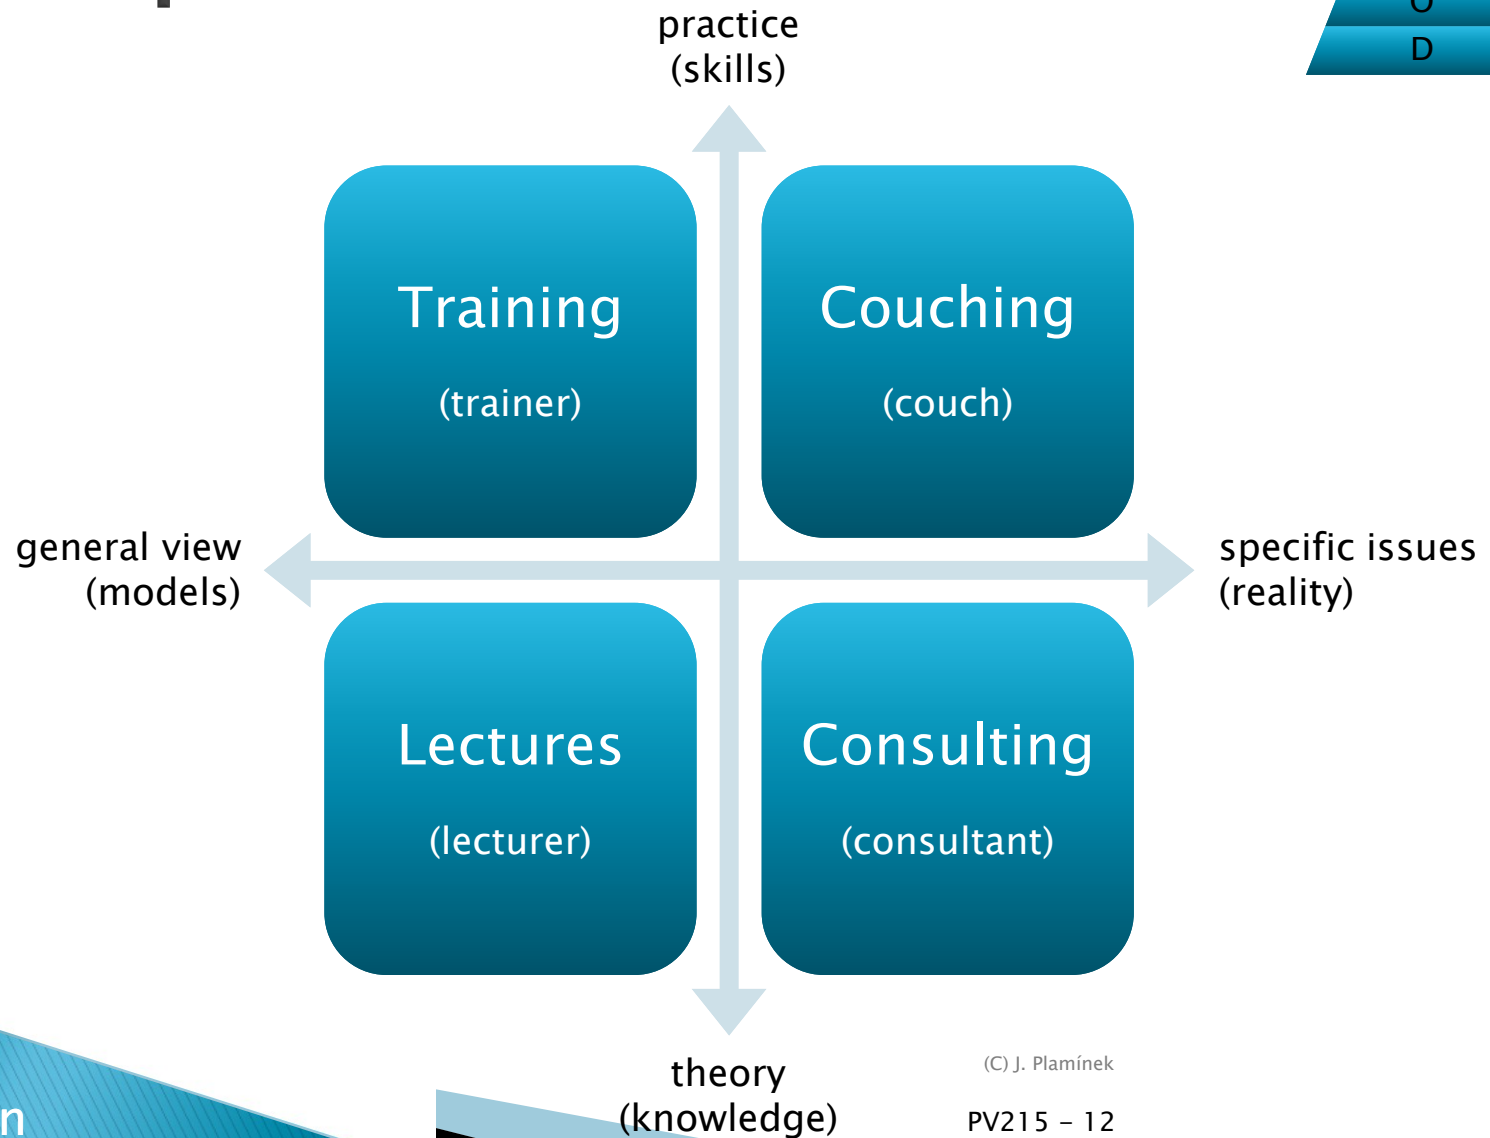 practice
(skills)
D
Training
(trainer)
Couching
(couch)
general view
(models)
specific issues
(reality)
Lectures
(lecturer)
Consulting
(consultant)
theory
(knowledge)
(C) J. Plamínek
PV215 – 12
n